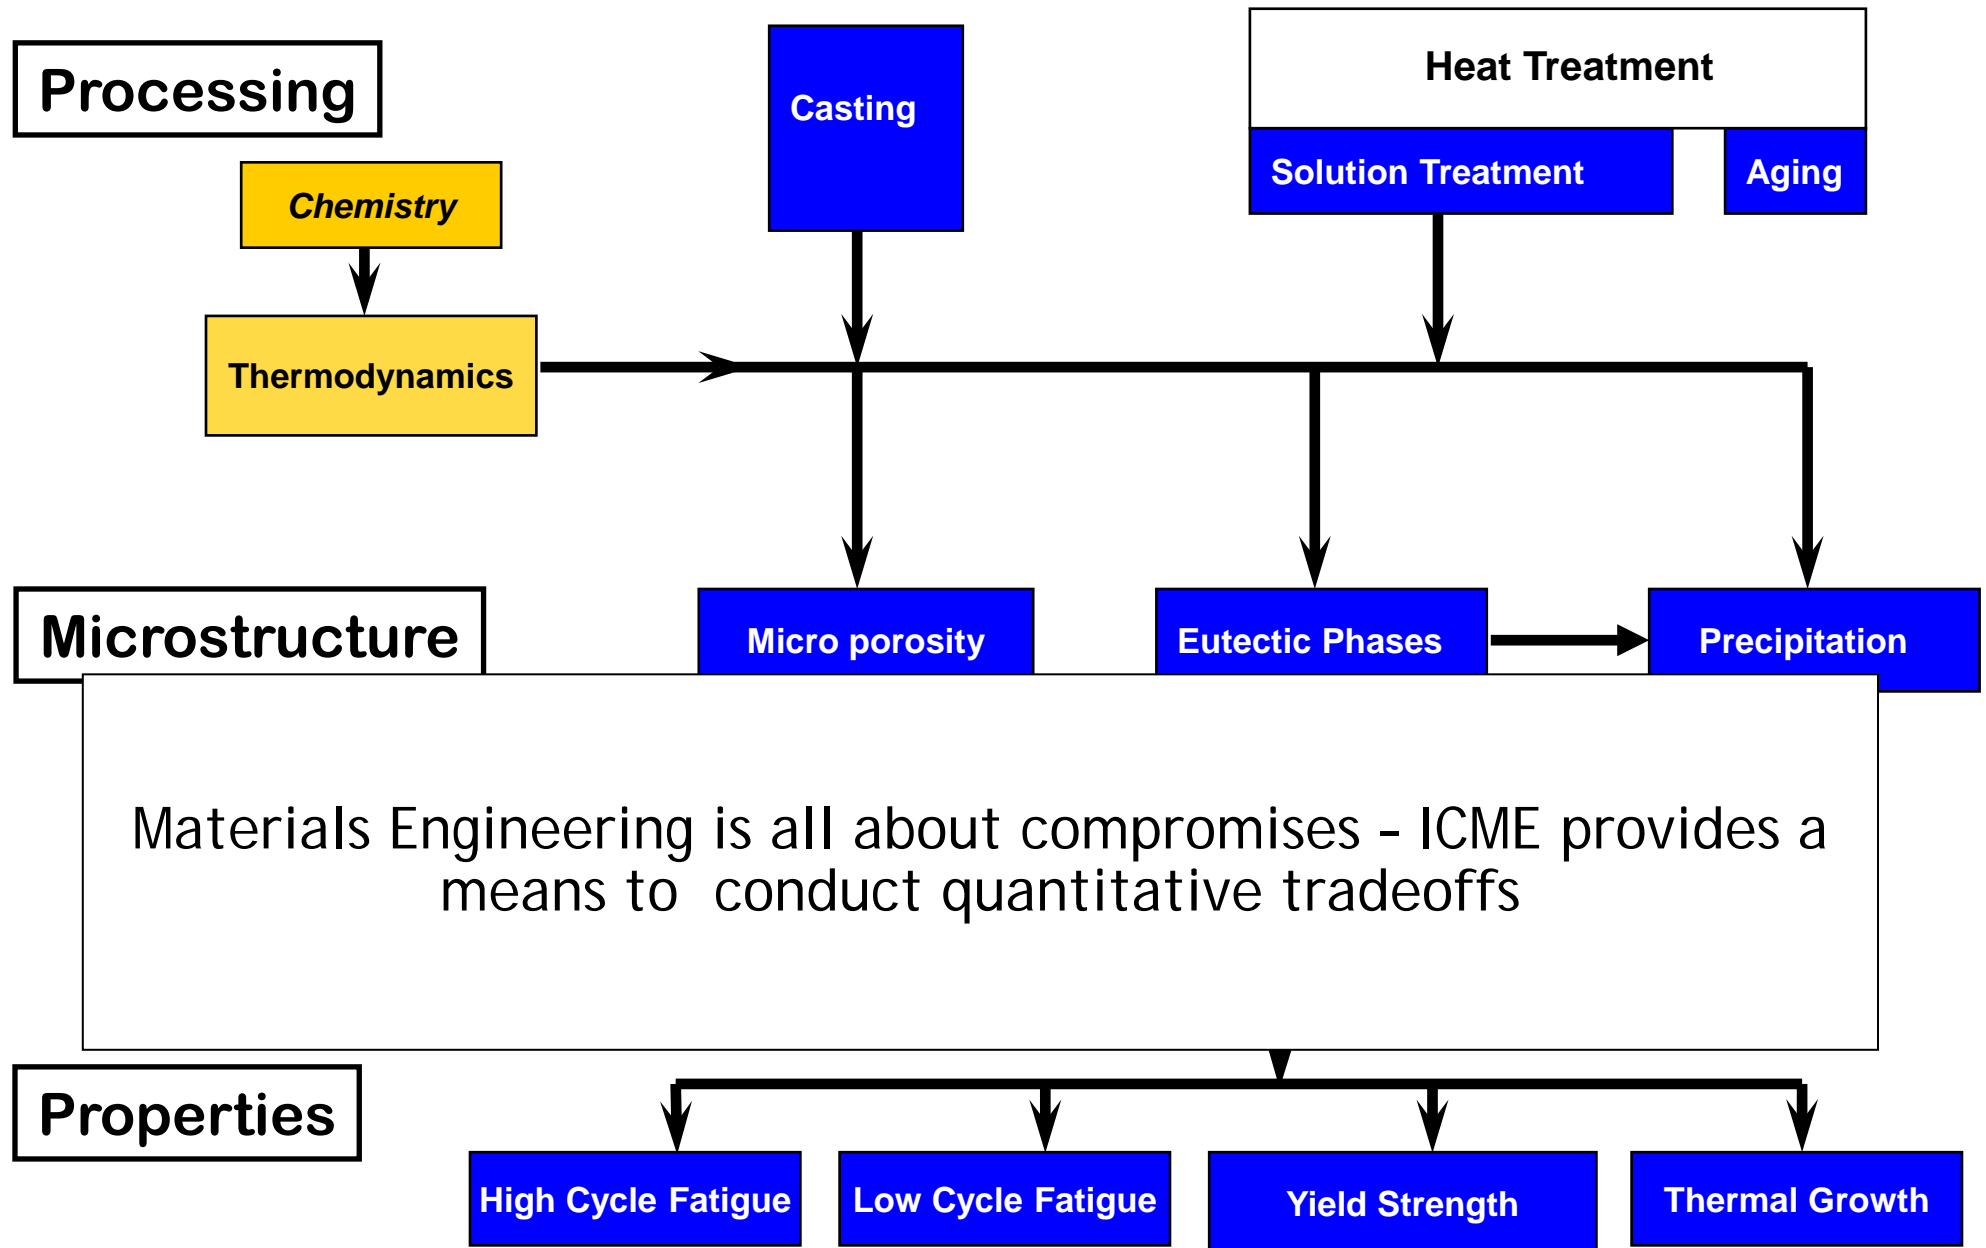 Processing
Casting
Heat Treatment
Solution Treatment
Aging
Chemistry
Thermodynamics
Microstructure
Micro porosity
Eutectic Phases
Precipitation
Materials Engineering is all about compromises – ICME provides a
means to  conduct quantitative tradeoffs
Properties
High Cycle Fatigue
Low Cycle Fatigue
Yield Strength
Thermal Growth